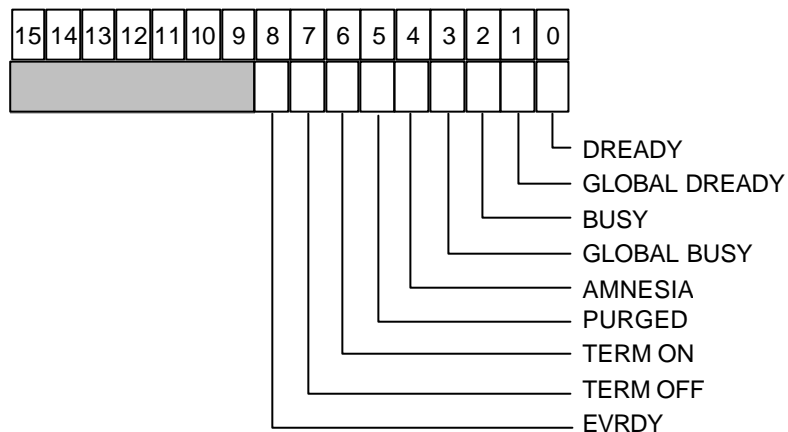 15 14 13 12 11 10 9 8 7 6 5 4 3 2 1 0
DREADY
GLOBAL DREADY
BUSY
GLOBAL BUSY
AMNESIA
PURGED
TERM ON
TERM OFF
EVRDY